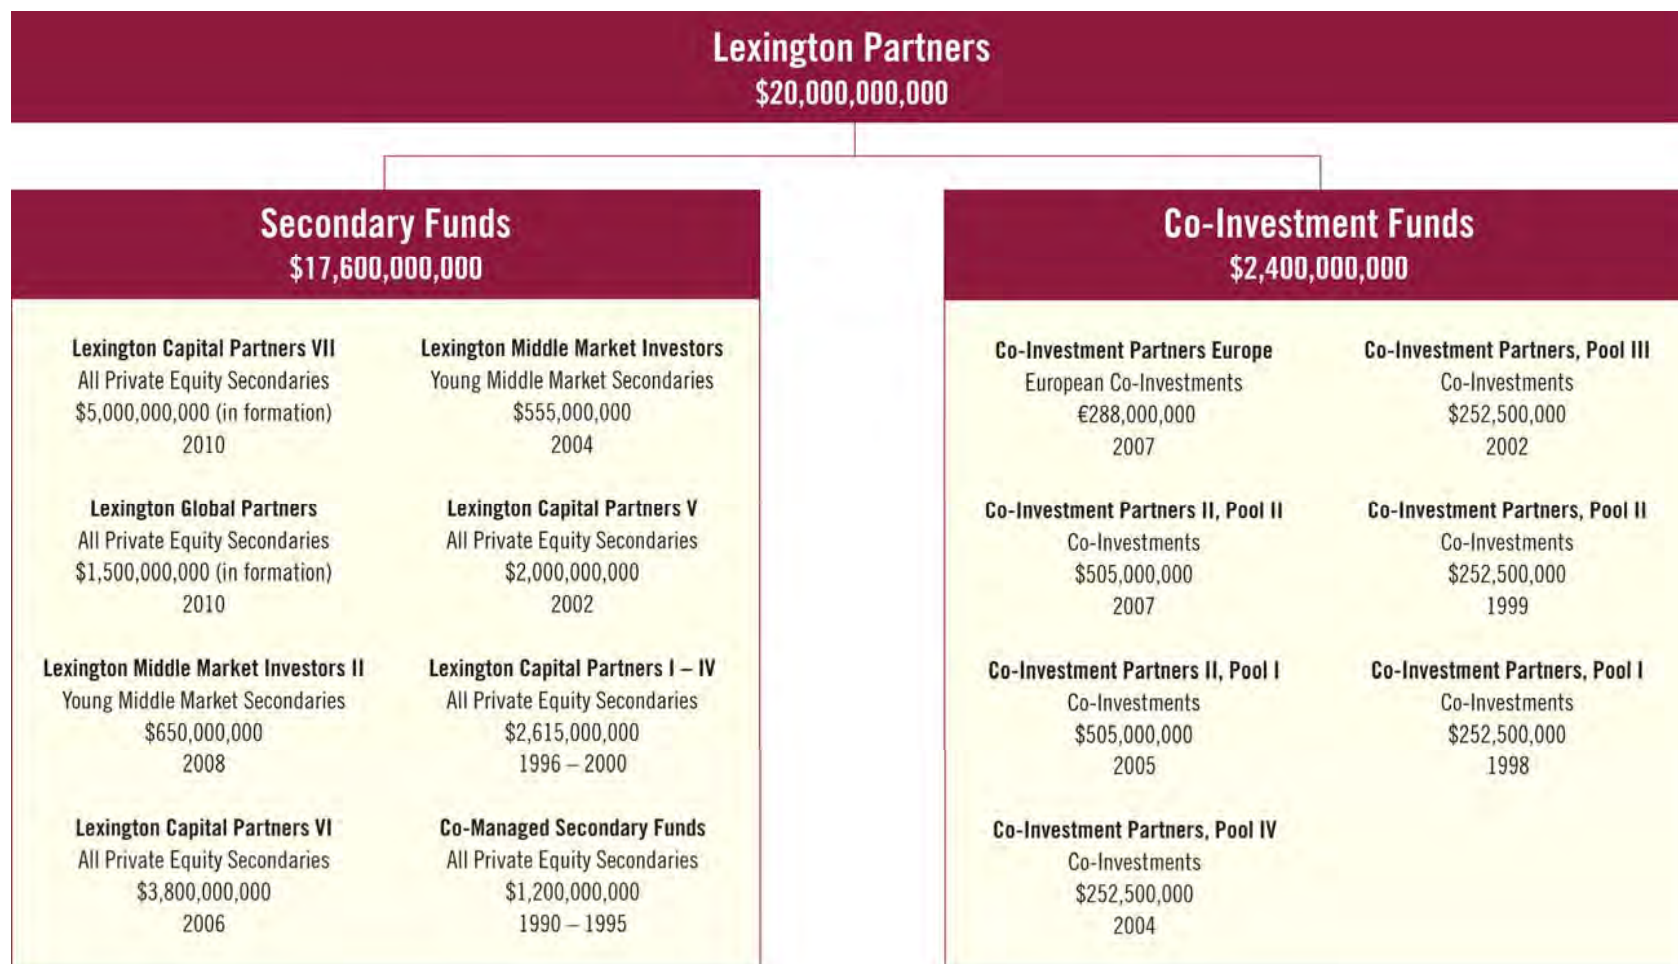 Lexington Partners
$20,000,000,000
Secondary Funds
$17,600,000,000
Lexington Capital Partners VII
All Private Equity Secondaries
$5,000,000,000 (in formation)
2010
Lexington Global Partners
All Private Equity Secondaries
$1,500,000,000 (in formation)
2010
Lexington Middle Market Investors II
Young Middle Market Secondaries
$650,000,000
2008
Lexington Capital Partners VI
All Private Equity Secondaries
$3,800,000,000
2006
Lexington Middle Market Investors
Young Middle Market Secondaries
$555,000,000
2004
Lexington Capital Partners V
All Private Equity Secondaries
$2,000,000,000
2002
Lexington Capital Partners I – IV
All Private Equity Secondaries
$2,615,000,000
1996 – 2000
Co-Managed Secondary Funds
All Private Equity Secondaries
$1,200,000,000
1990 – 1995
Co-Investment Funds
$2,400,000,000
Co-Investment Partners Europe
European Co-Investments
€288,000,000
2007
Co-Investment Partners II, Pool II
Co-Investments
$505,000,000
2007
Co-Investment Partners II, Pool I
Co-Investments
$505,000,000
2005
Co-Investment Partners, Pool IV
Co-Investments
$252,500,000
2004
Co-Investment Partners, Pool III
Co-Investments
$252,500,000
2002
Co-Investment Partners, Pool II
Co-Investments
$252,500,000
1999
Co-Investment Partners, Pool I
Co-Investments
$252,500,000
1998